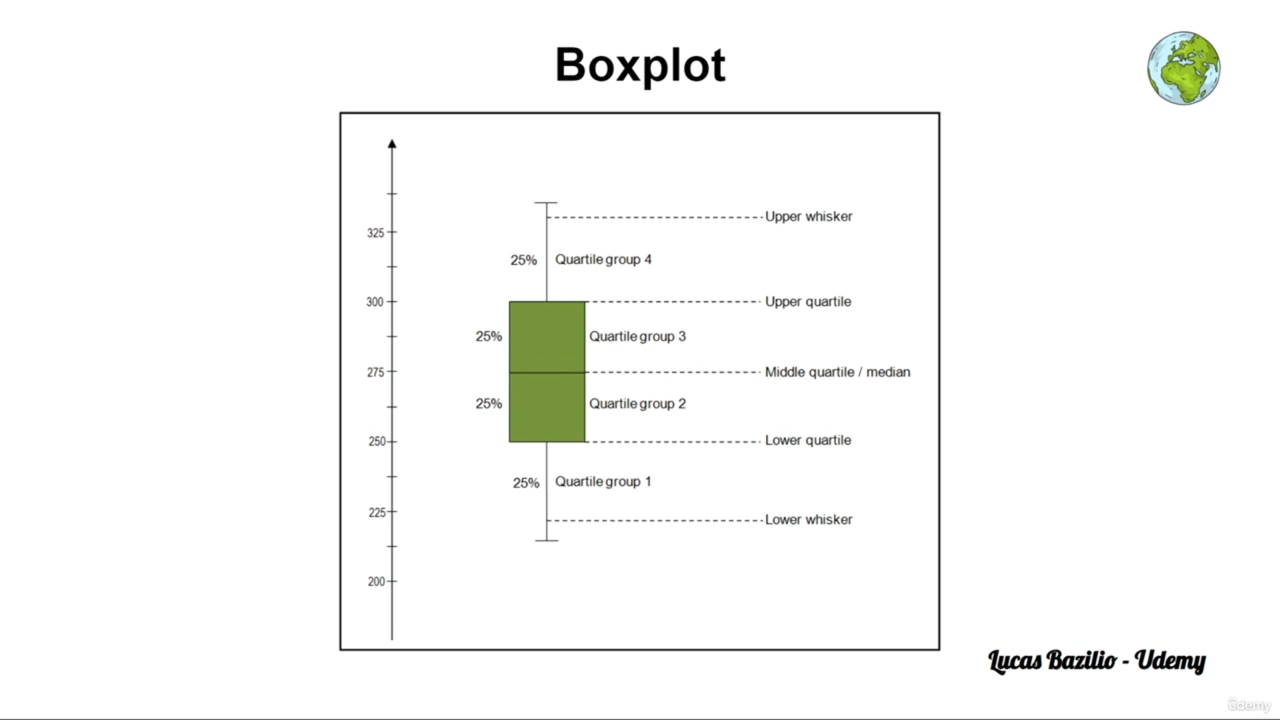 Boxplot
Upper whisker
325
25% Quartile group 4
300
Upper quartile
25% Quartile group 3
275
Middle quartile / median
25% Quartile group 2
250
Lower quartile
25% Quartile group 1
225
Lower whisker
200
Lucas Bazilio - Udemy
ûdemy